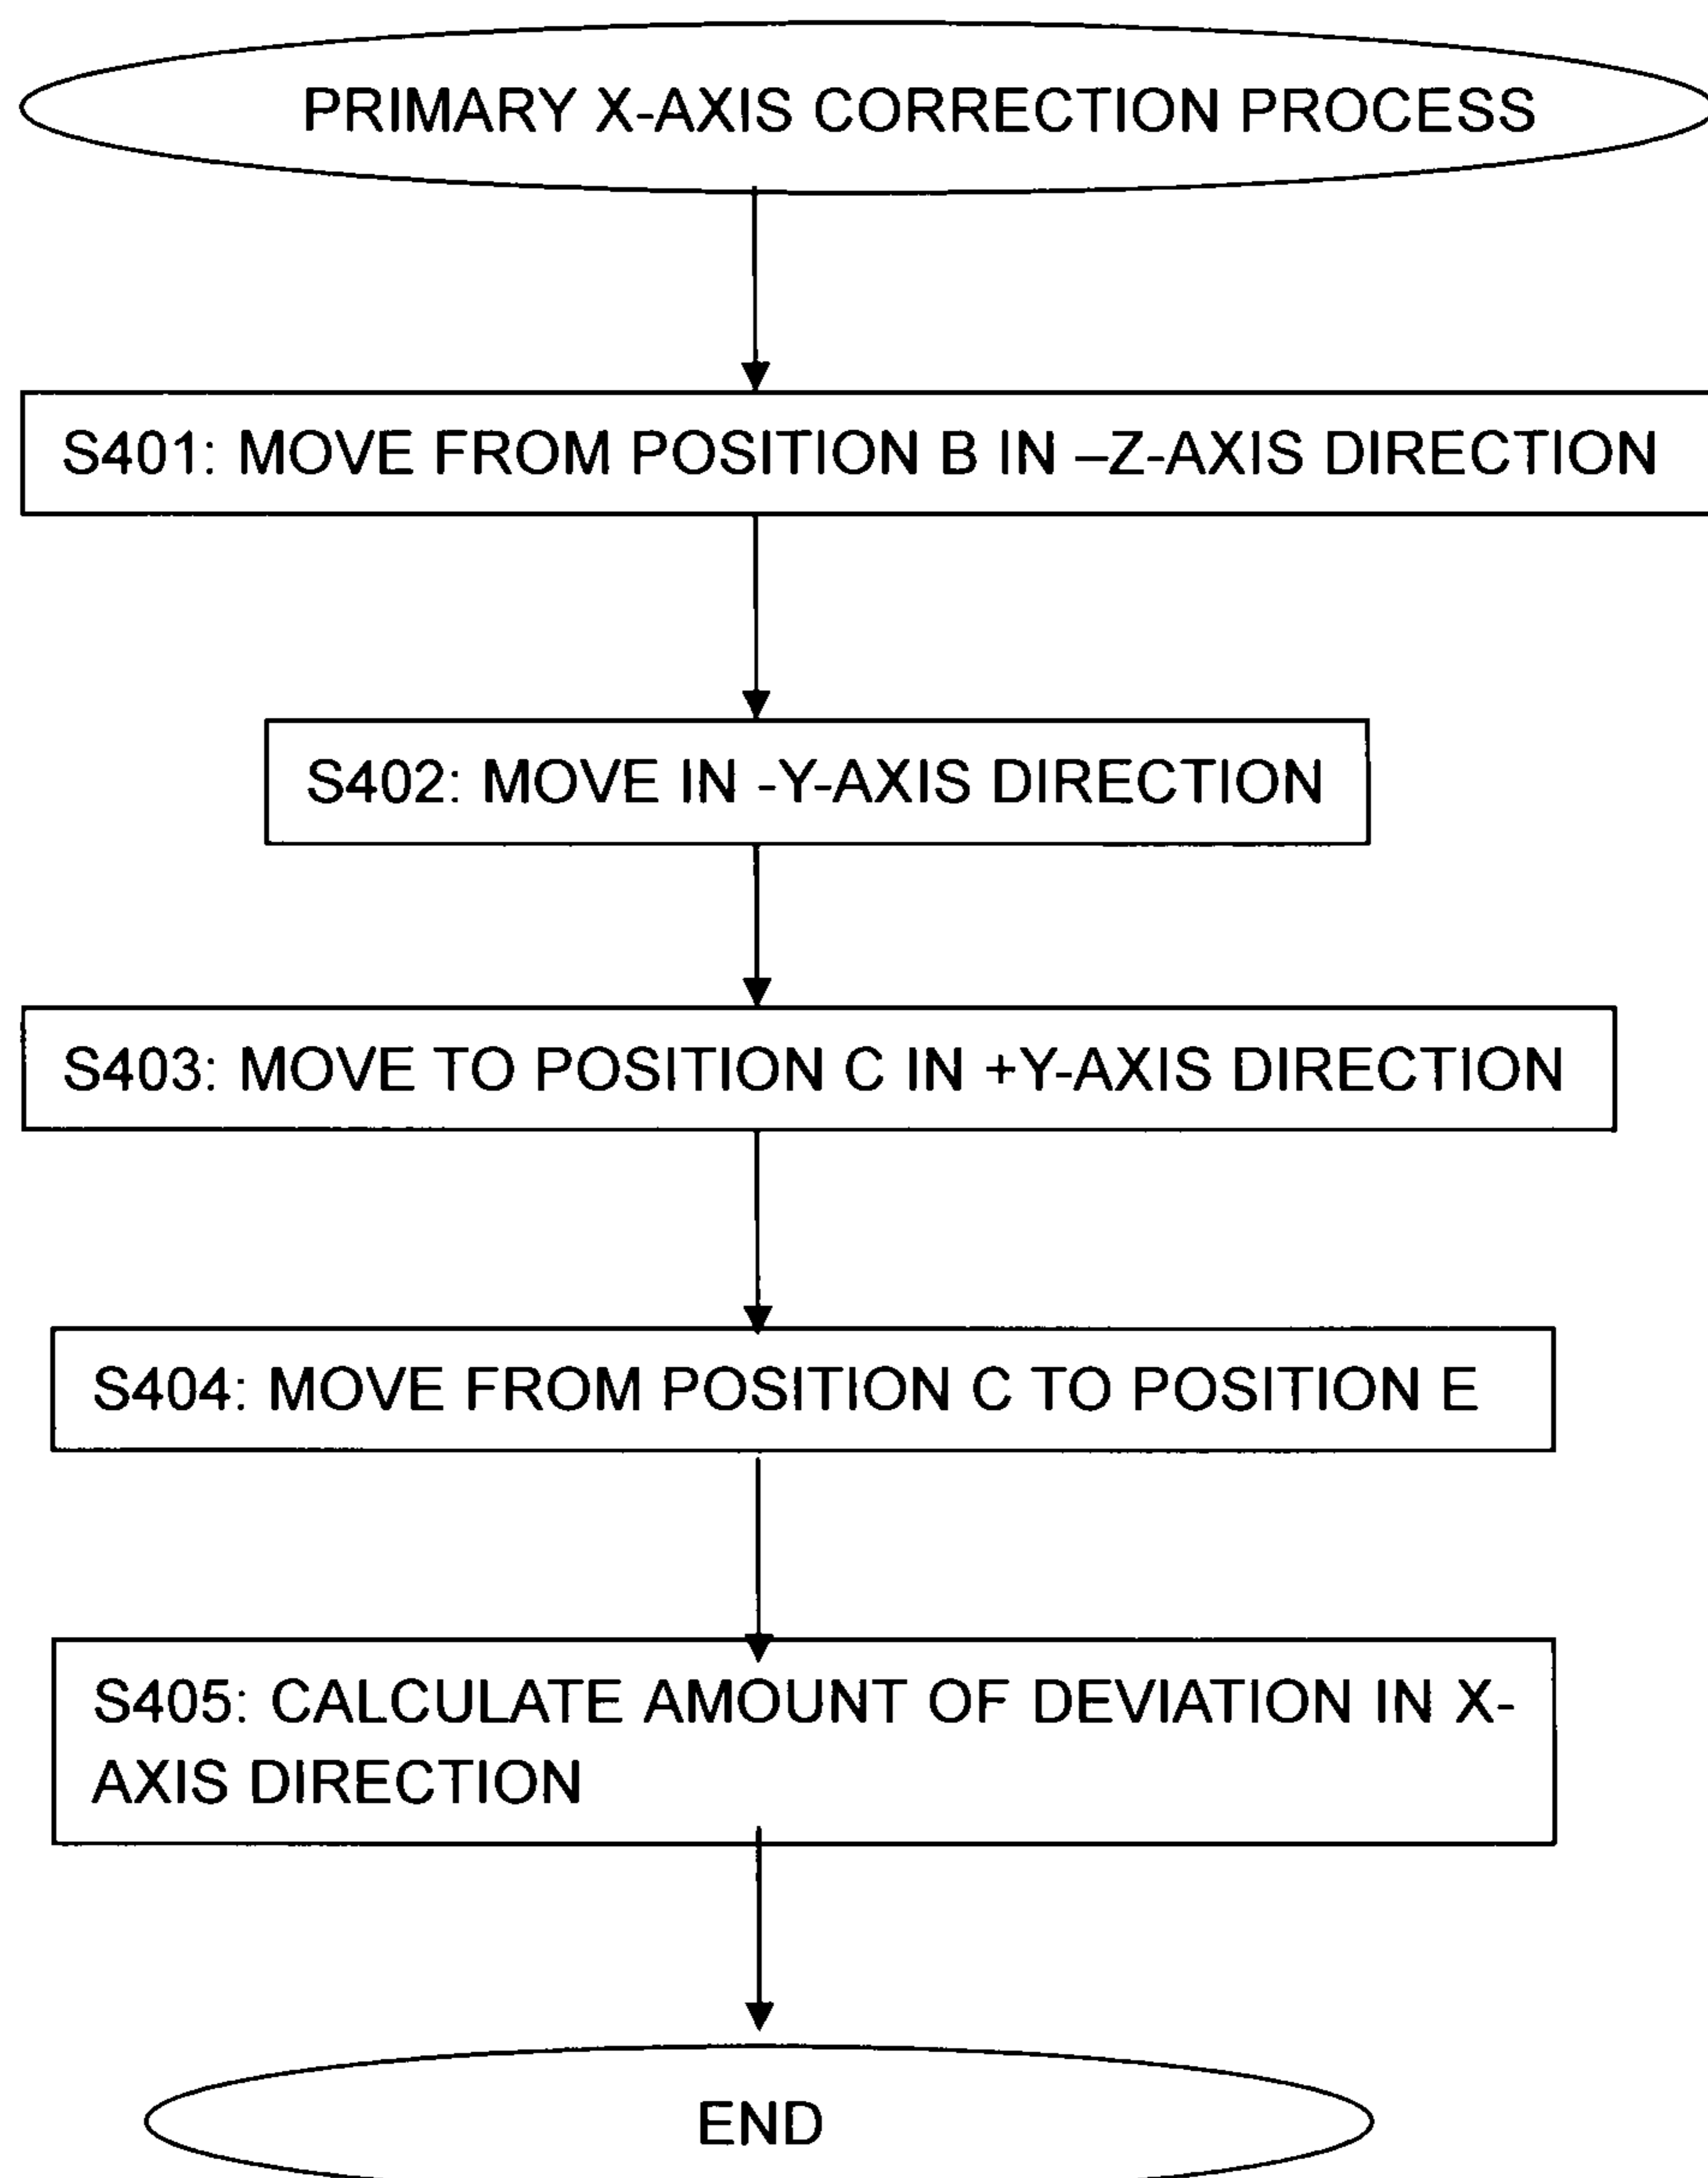 PRIMARY X-AXIS CORRECTION PROCESS
S401: MOVE FROM POSITION B IN –Z-AXIS DIRECTION
S402: MOVE IN -Y-AXIS DIRECTION
S403: MOVE TO POSITION C IN +Y-AXIS DIRECTION
S404: MOVE FROM POSITION C TO POSITION E
S405: CALCULATE AMOUNT OF DEVIATION IN X-
AXIS DIRECTION
END